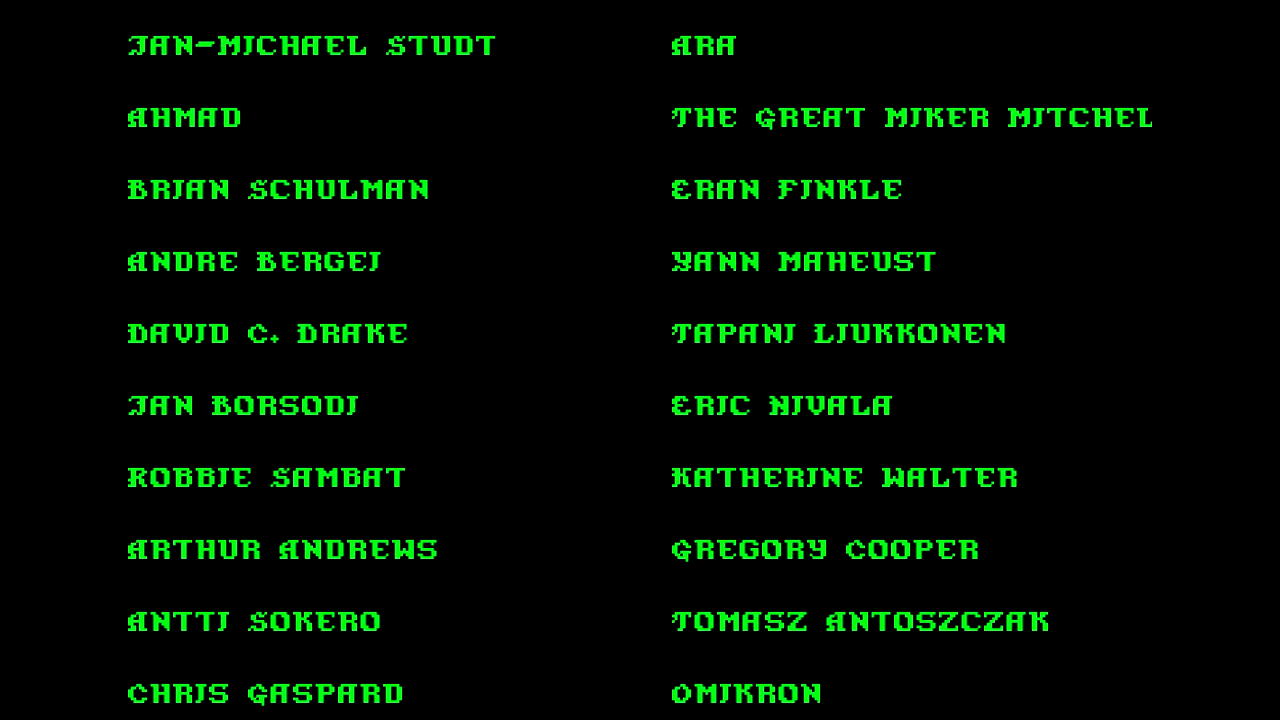 JAN-MICHAEL STUDT
ARA
AHMAD
THE GREAT MIKER MITCHEL
BRIAN SCHULMAN
ERAN FINKLE
ANDRE BERGEI
YANN MAHEUST
DAVID C. DRAKE
TAPANI LIUKKONEN
JAN BORSODI
ERIC NIVALA
ROBBIE SAMBAT
KATHERINE WALTER
ARTHUR ANDREWS
GREGORY COOPER
ANTTI SOKERO
TOMASZ ANTOSZCZAK
CHRIS GASPARD
OMIKRON